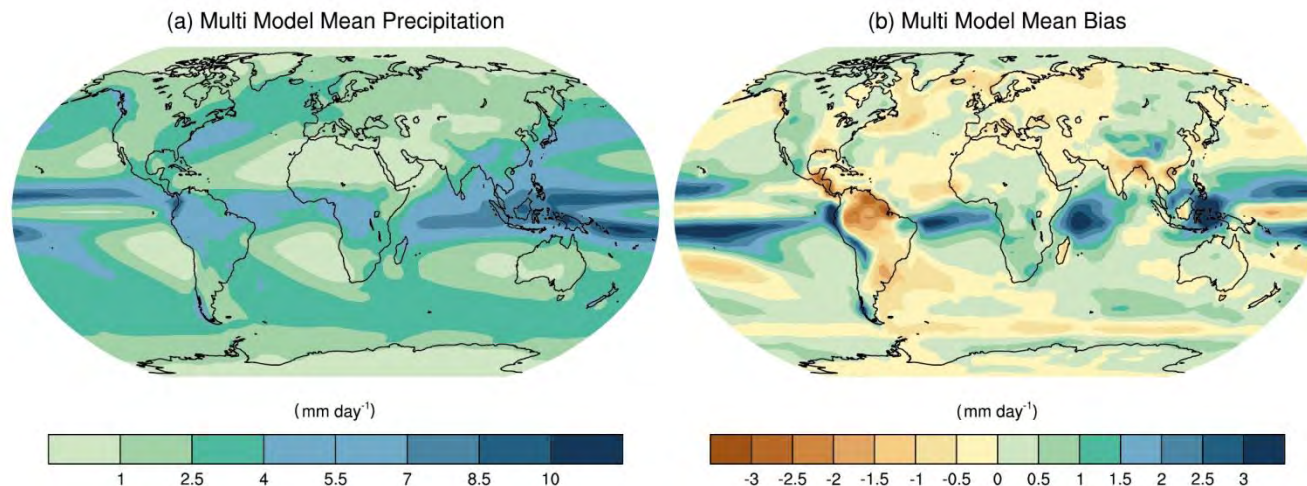 (a) Multi Model Mean Precipitation
(mm day⁻¹)
1 2.5 4 5.5 7 8.5 10
(b) Multi Model Mean Bias
(mm day⁻¹)
-3 -2.5 -2 -1.5 -1 -0.5 0 0.5 1 1.5 2 2.5 3